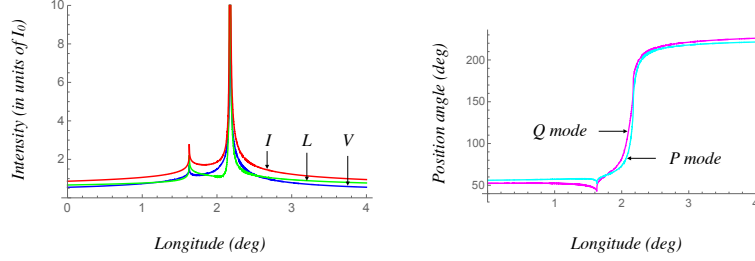 10
8
6
4
2
0
1
2
3
4
Intensity (in units of I0)
Longitude (deg)
I
L
V
200
150
100
50
0
1
2
3
4
Position angle (deg)
Longitude (deg)
Q mode
P mode